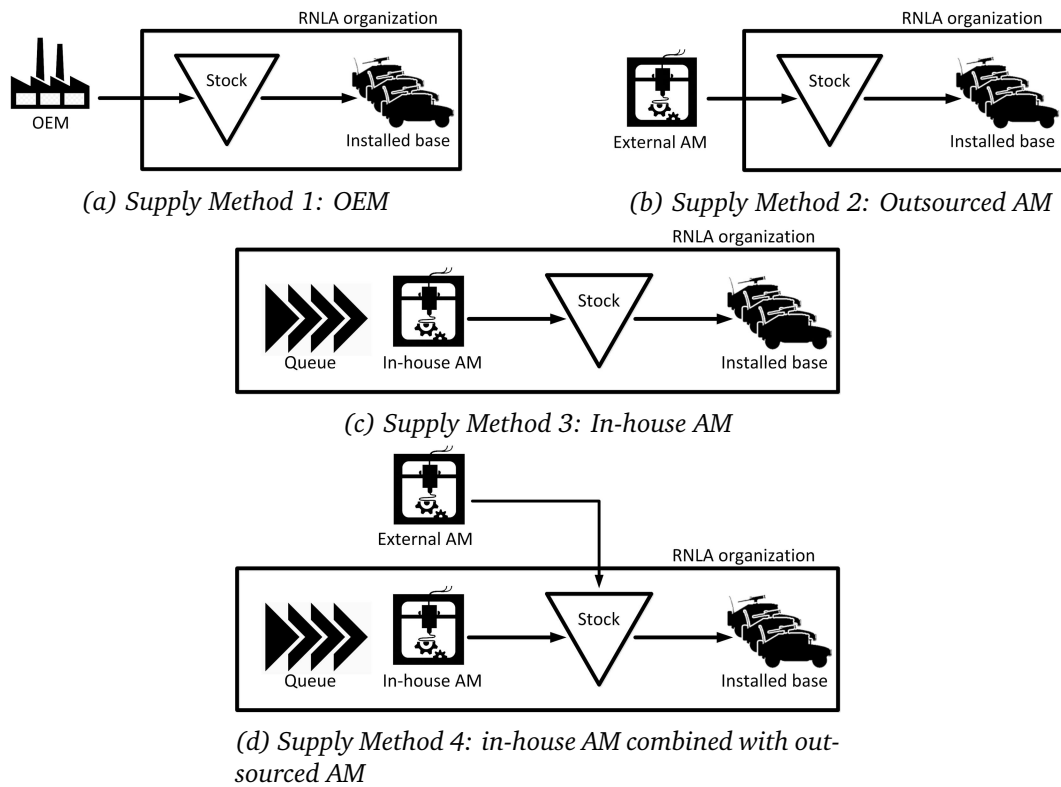 RNLA organization
Stock
OEM
Installed base
(a) Supply Method 1: OEM
RNLA organization
Stock
External AM
Installed base
(b) Supply Method 2: Outsourced AM
RNLA organization
Stock
Queue
In-house AM
Installed base
(c) Supply Method 3: In-house AM
External AM
RNLA organization
Stock
Queue
In-house AM
Installed base
(d) Supply Method 4: in-house AM combined with out-
sourced AM